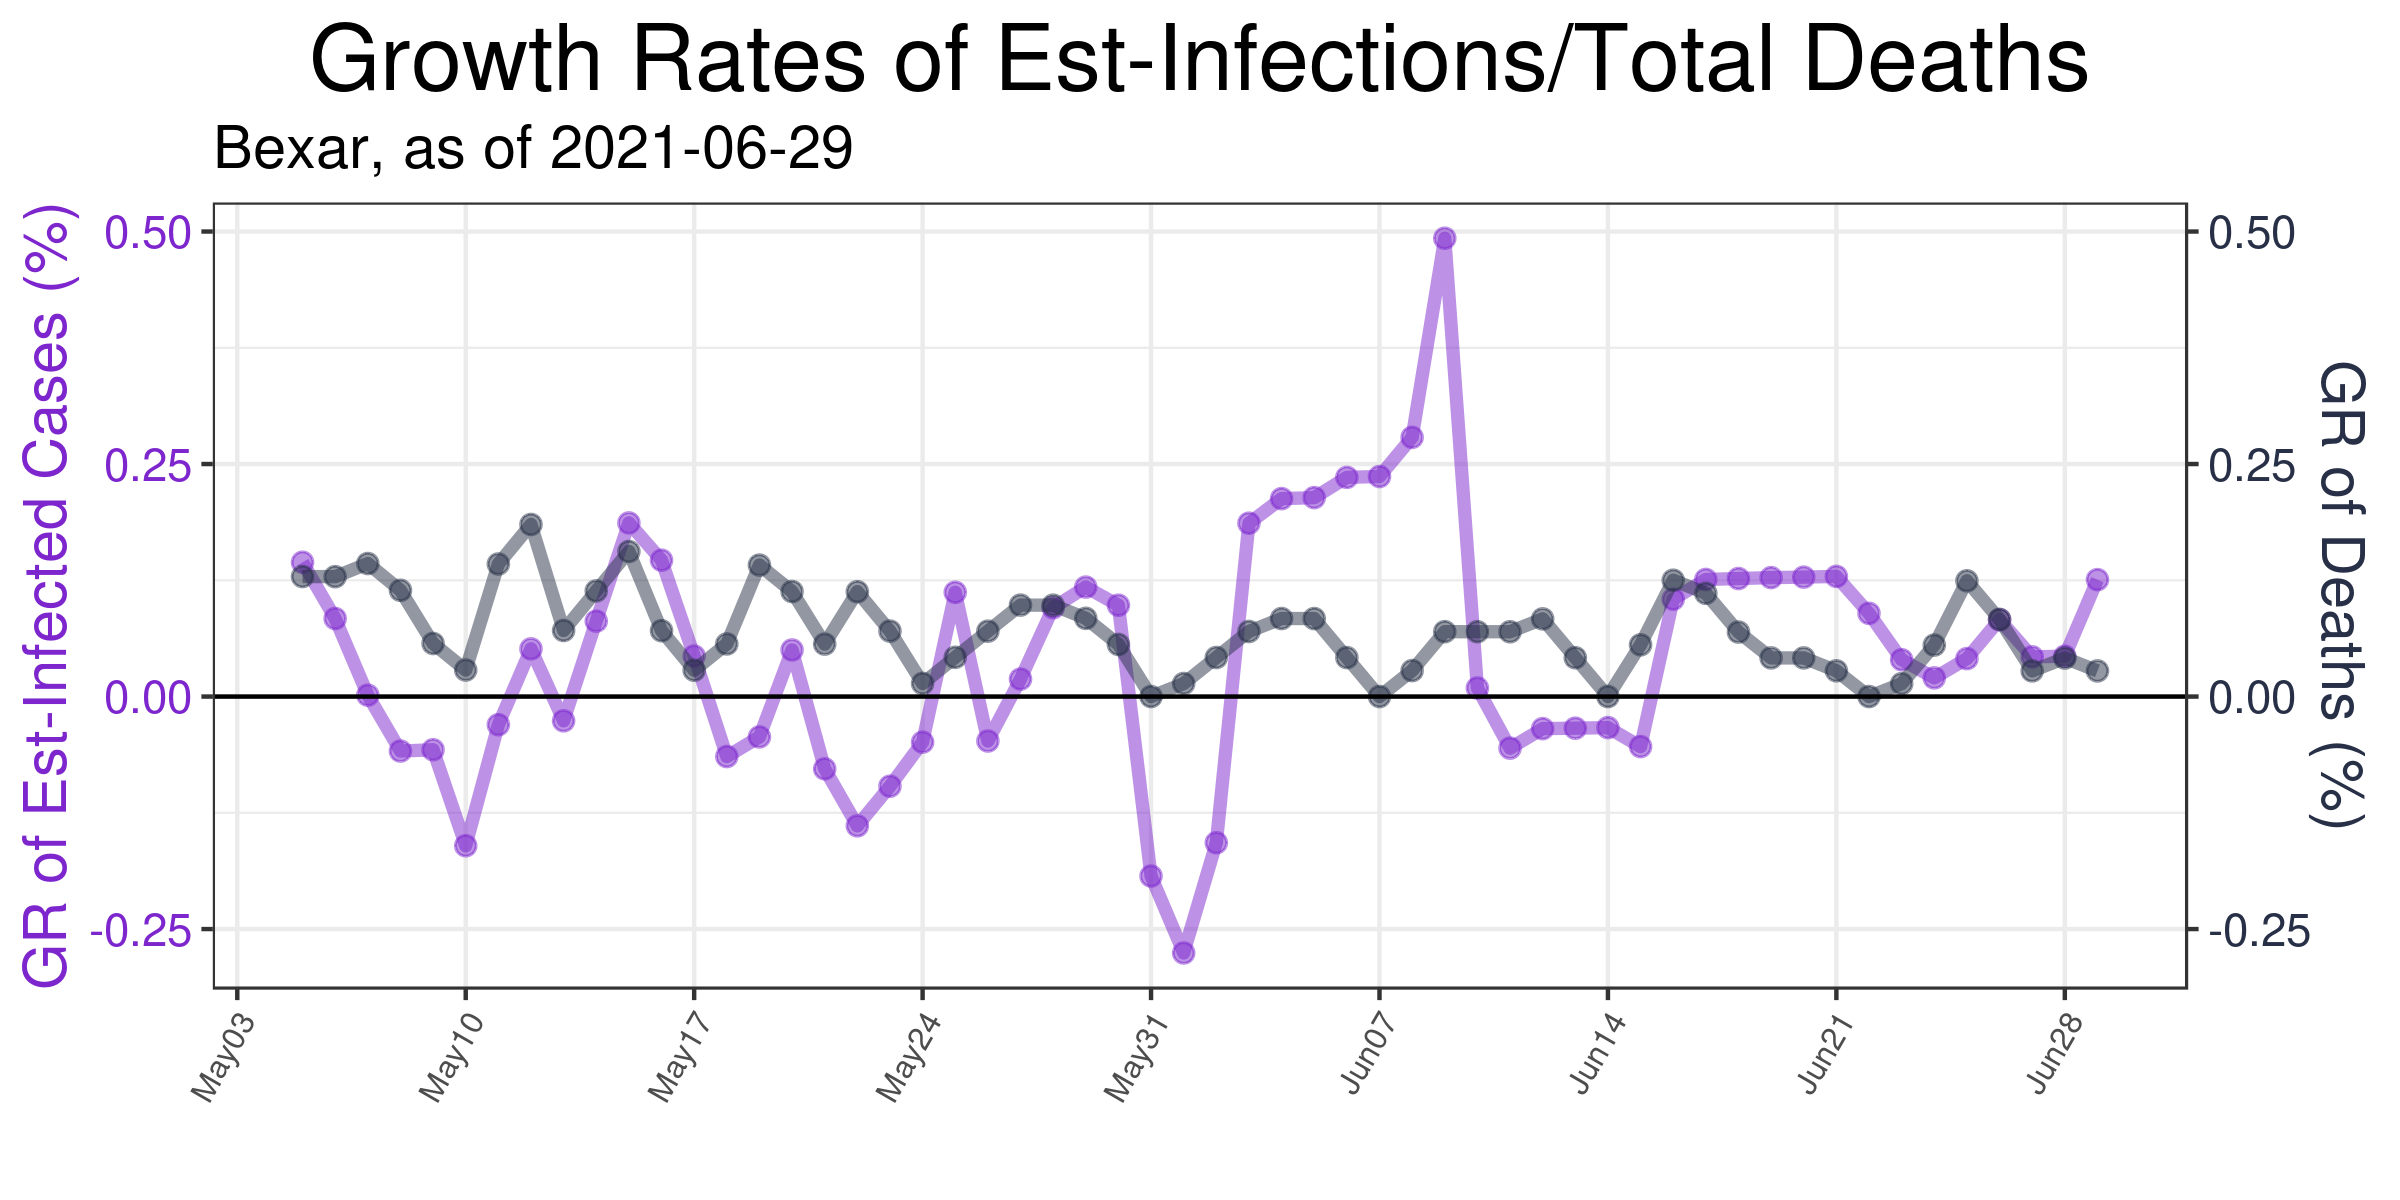 Growth Rates of Est-Infections/Total Deaths
Bexar, as of 2021-06-29
GR of Est-Infected Cases (%)
0.50
0.25
0.00
-0.25
0.50
0.25
0.00
-0.25
GR of Deaths (%)
May03
May10
May17
May24
May31
Jun07
Jun14
Jun21
Jun28